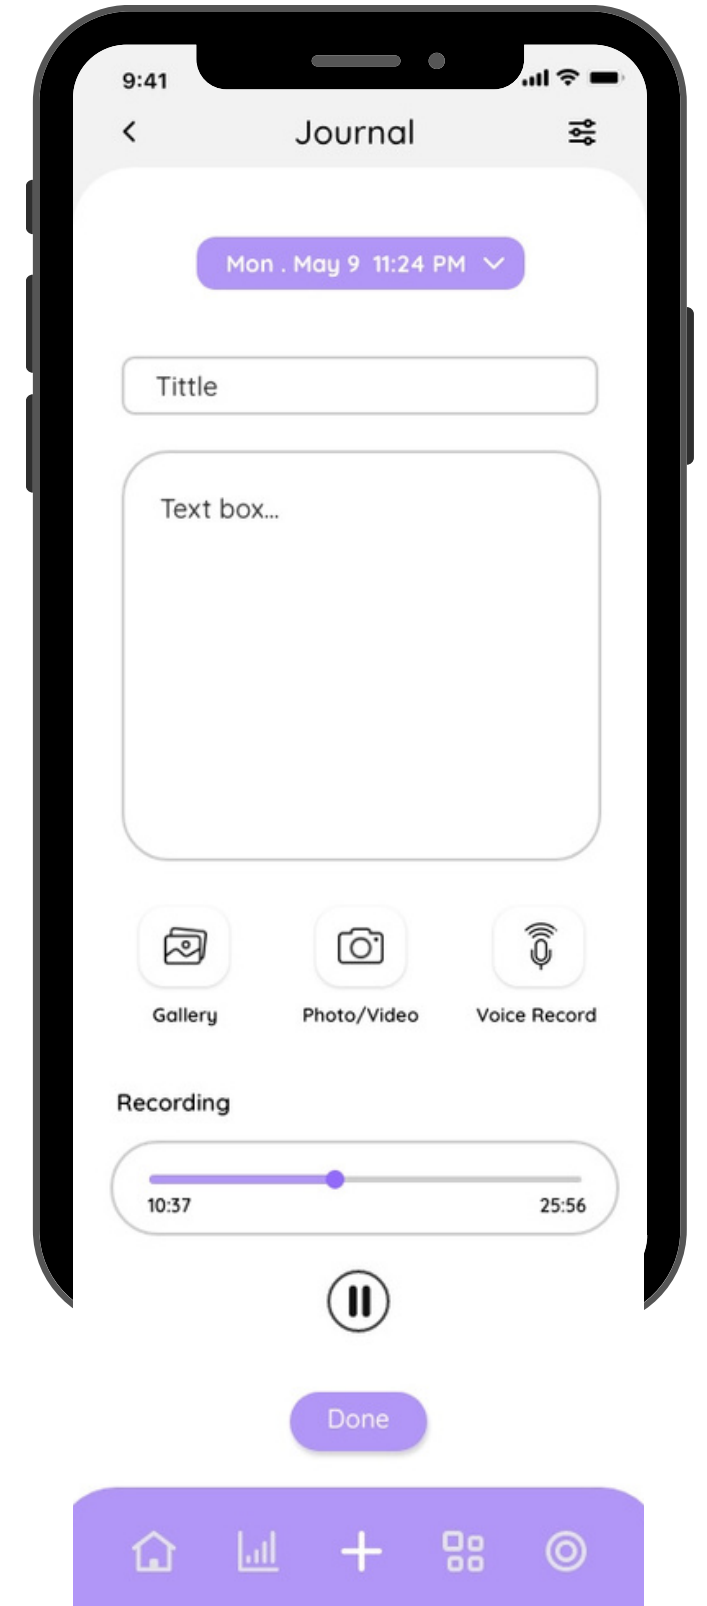 9:41
Journal
Mon . May 9 11:24 PM
Tittle
Text box...
Gallery Photo/Video Voice Record
Recording
10:37 25:56
Done